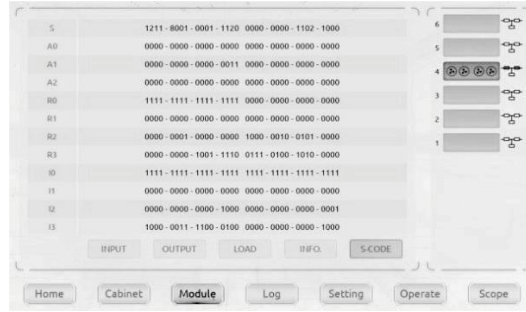 S 1211 - 8001 - 0001 - 1120 0000 - 0000 - 1102 - 1000
A0 0000 - 0000 - 0000 - 0000 0000 - 0000 - 0000 - 0000
A1 0000 - 0000 - 0000 - 0011 0000 - 0000 - 0000 - 0000
A2 0000 - 0000 - 0000 - 0000 0000 - 0000 - 0000 - 0000
R0 1111 - 1111 - 1111 - 1111 0000 - 0000 - 0000 - 0000
R1 0000 - 0000 - 0000 - 0000 0000 - 0000 - 0000 - 0000
R2 0000 - 0001 - 0000 - 0000 1000 - 0010 - 0101 - 0000
R3 0000 - 0000 - 1001 - 1110 0111 - 0100 - 1010 - 0000
I0 1111 - 1111 - 1111 - 1111 1111 - 1111 - 1111 - 1111
I1 0000 - 0000 - 0000 - 0000 0000 - 0000 - 0000 - 0000
I2 0000 - 0000 - 0000 - 1000 0000 - 0000 - 0000 - 0001
I3 1000 - 0011 - 1100 - 0100 0000 - 0000 - 0000 - 1000
INPUT OUTPUT LOAD INFO. S-CODE
6
5
4
3
2
1
Home Cabinet Module Log Setting Operate Scope